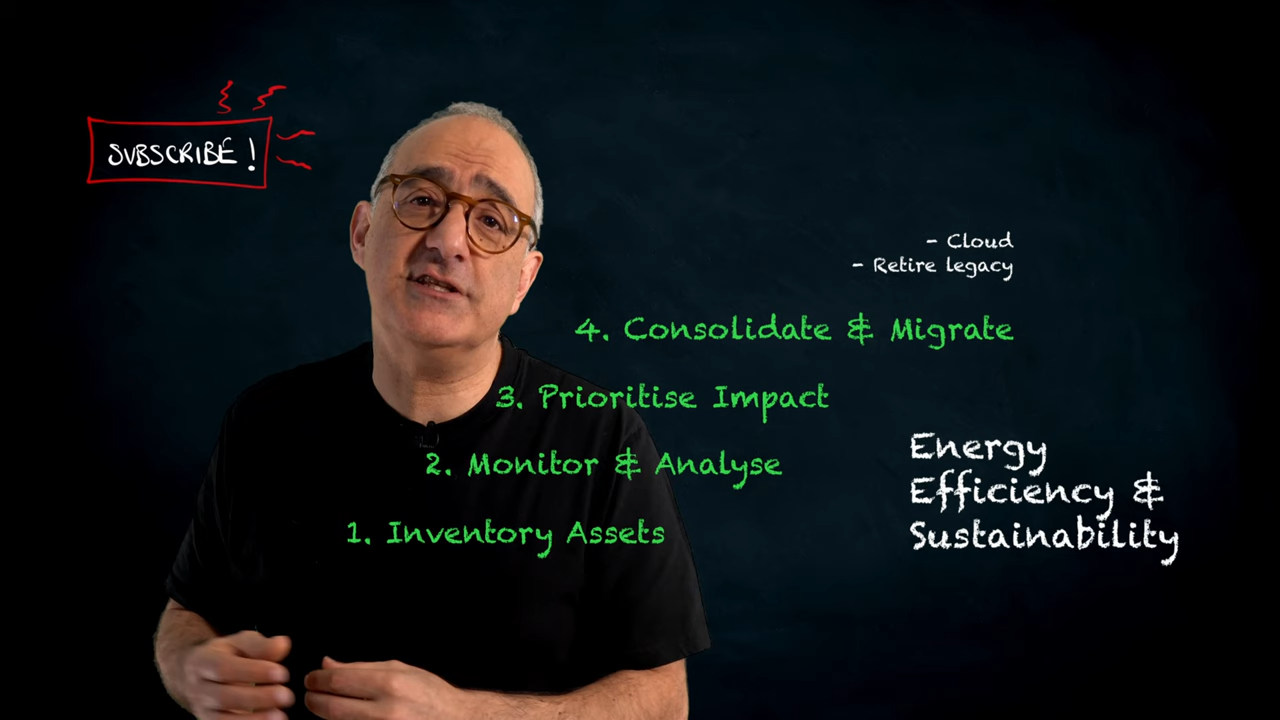 SUBSCRIBE!
- Cloud
- Retire legacy
4. Consolidate & Migrate
3. Prioritise Impact
2. Monitor & Analyse
1. Inventory Assets
Energy
Efficiency &
Sustainability